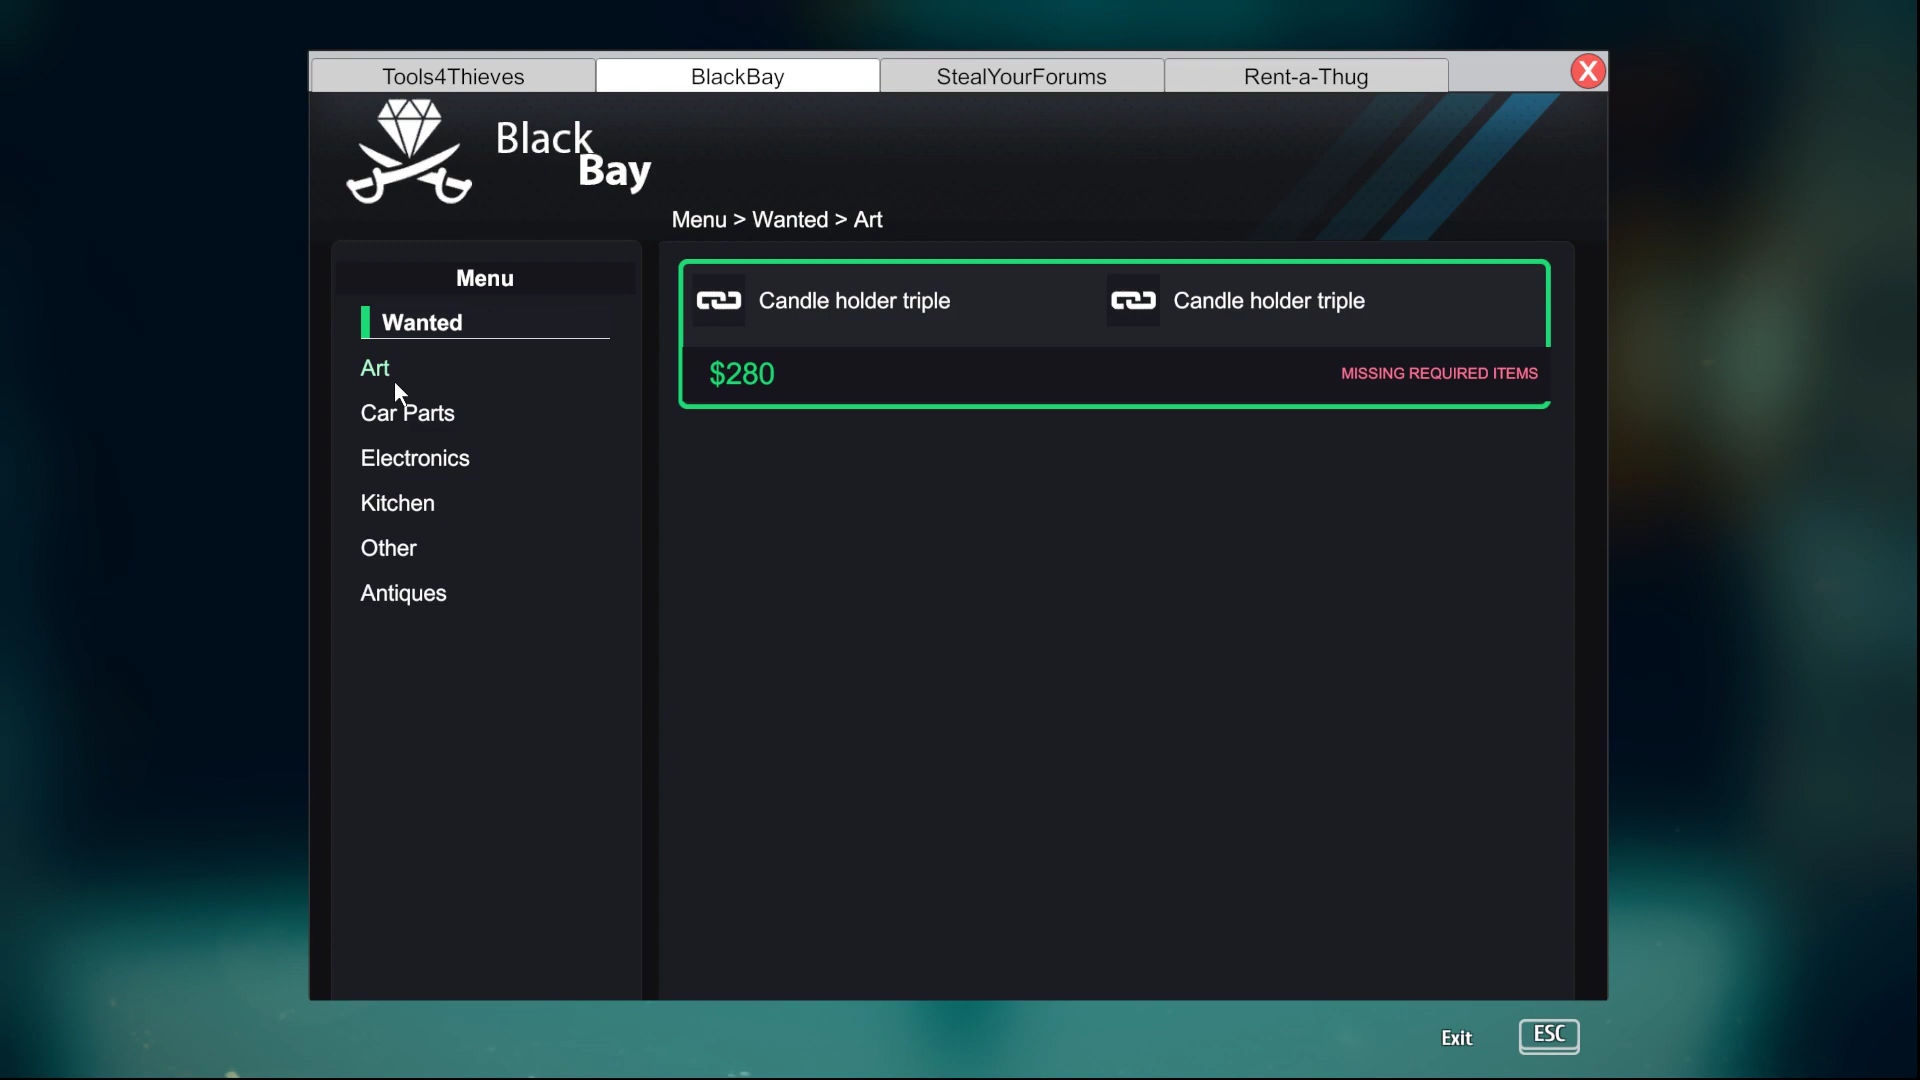 Tools4Thieves
BlackBay
StealYourForums
Rent-a-Thug
X
Black
Bay
Menu > Wanted > Art
Menu
Wanted
Art
Car Parts
Electronics
Kitchen
Other
Antiques
Candle holder triple
Candle holder triple
$280
MISSING REQUIRED ITEMS
Exit
ESC